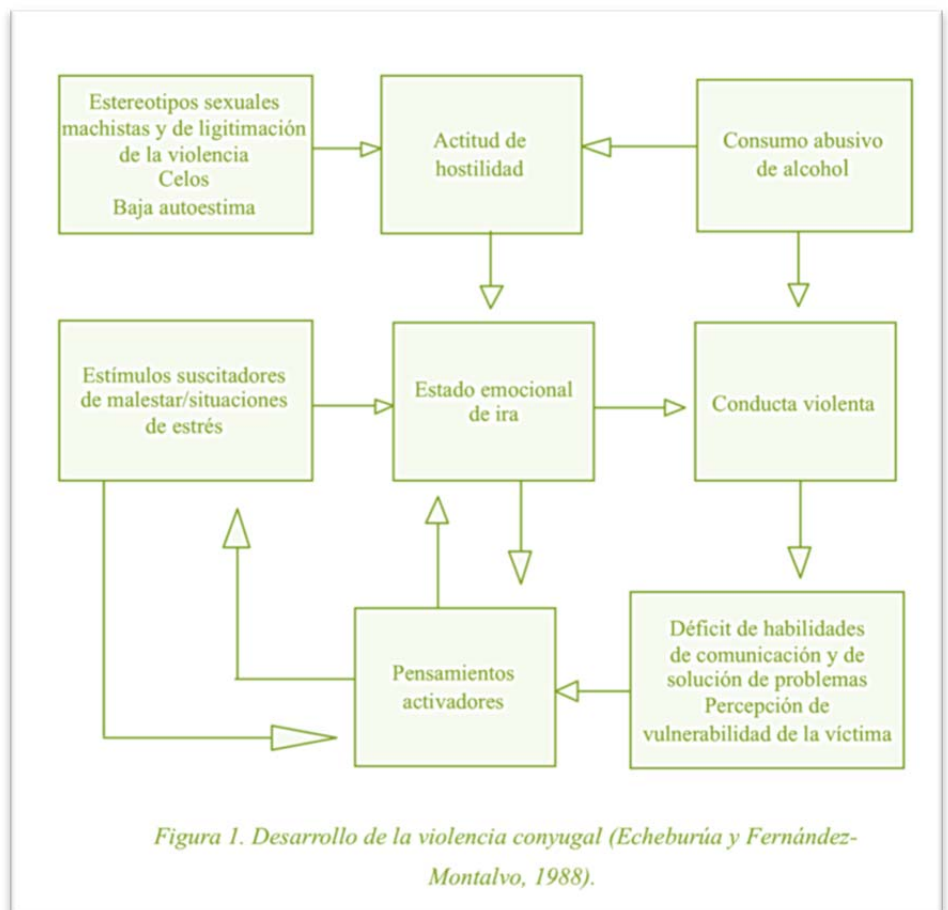 Estereotipos sexuales
machistas y de ligitimación
de la violencia
Celos
Baja autoestima
Actitud de
hostilidad
Consumo abusivo
de alcohol
Estímulos suscitadores
de malestar/situaciones
de estrés
Estado emocional
de ira
Conducta violenta
Pensamientos
activadores
Déficit de habilidades
de comunicación y de
solución de problemas
Percepción de
vulnerabilidad de la víctima
Figura 1. Desarrollo de la violencia conyugal (Echeburúa y Fernández-
Montalvo, 1988).